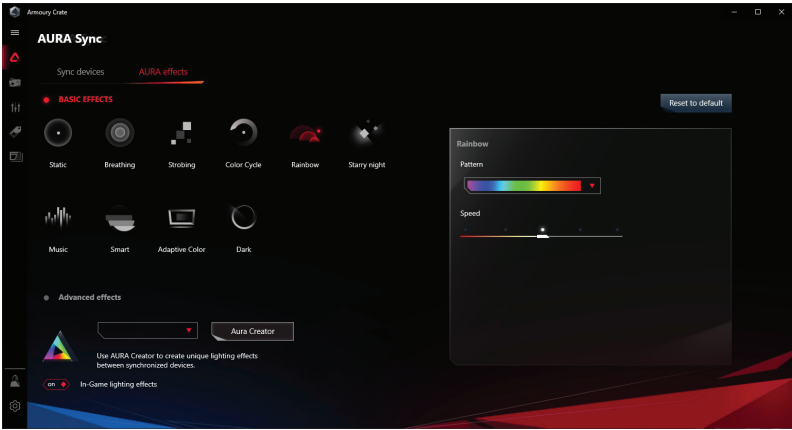 Armoury Crate
AURA Sync
Sync devices
AURA effects
BASIC EFFECTS
Reset to default
Static
Breathing
Strobing
Color Cycle
Rainbow
Starry night
Music
Smart
Adaptive Color
Dark
Rainbow
Pattern
Speed
Advanced effects
Aura Creator
Use AURA Creator to create unique lighting effects
between synchronized devices.
on
In-Game lighting effects